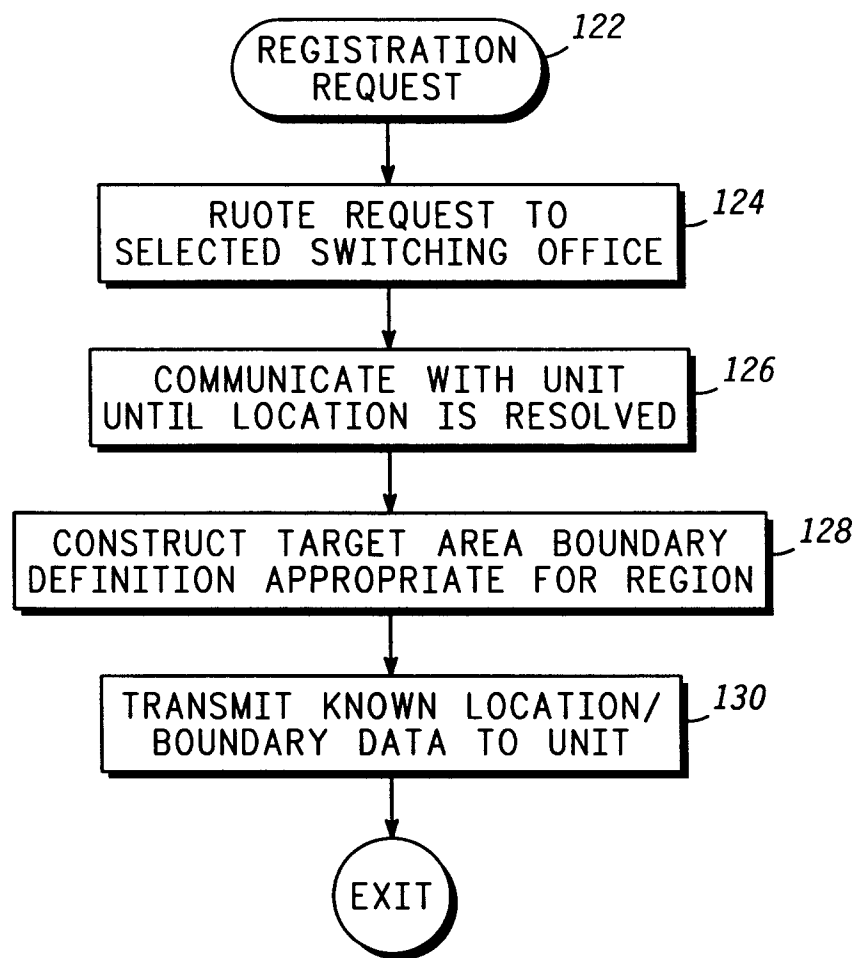 REGISTRATION
REQUEST
122
RUOTE REQUEST TO
SELECTED SWITCHING OFFICE
124
COMMUNICATE WITH UNIT
UNTIL LOCATION IS RESOLVED
126
CONSTRUCT TARGET AREA BOUNDARY
DEFINITION APPROPRIATE FOR REGION
128
TRANSMIT KNOWN LOCATION/
BOUNDARY DATA TO UNIT
130
EXIT